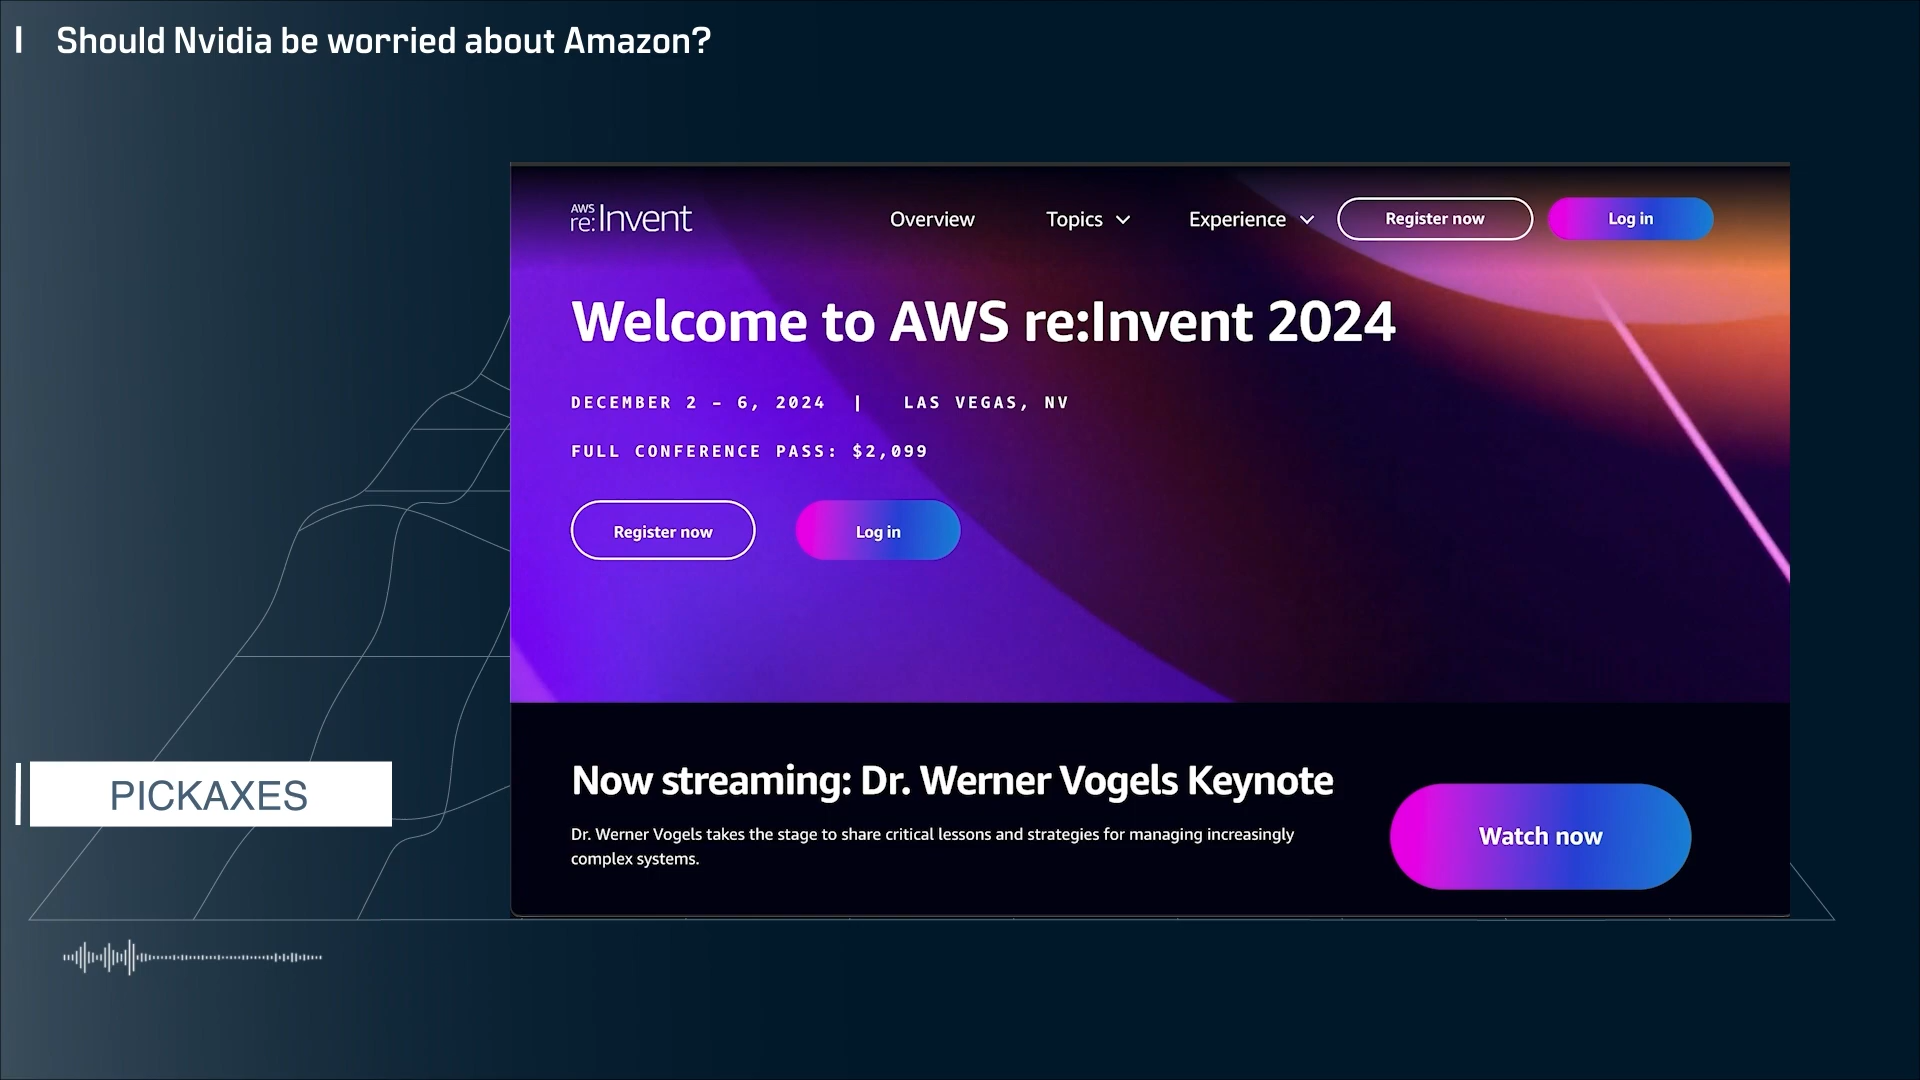 Should Nvidia be worried about Amazon?
AWS
re:Invent
Overview
Topics
Experience
Register now
Log in
Welcome to AWS re:Invent 2024
DECEMBER 2 – 6, 2024 | LAS VEGAS, NV
FULL CONFERENCE PASS: $2,099
Register now
Log in
Now streaming: Dr. Werner Vogels Keynote
Dr. Werner Vogels takes the stage to share critical lessons and strategies for managing increasingly
complex systems.
Watch now
PICKAXES